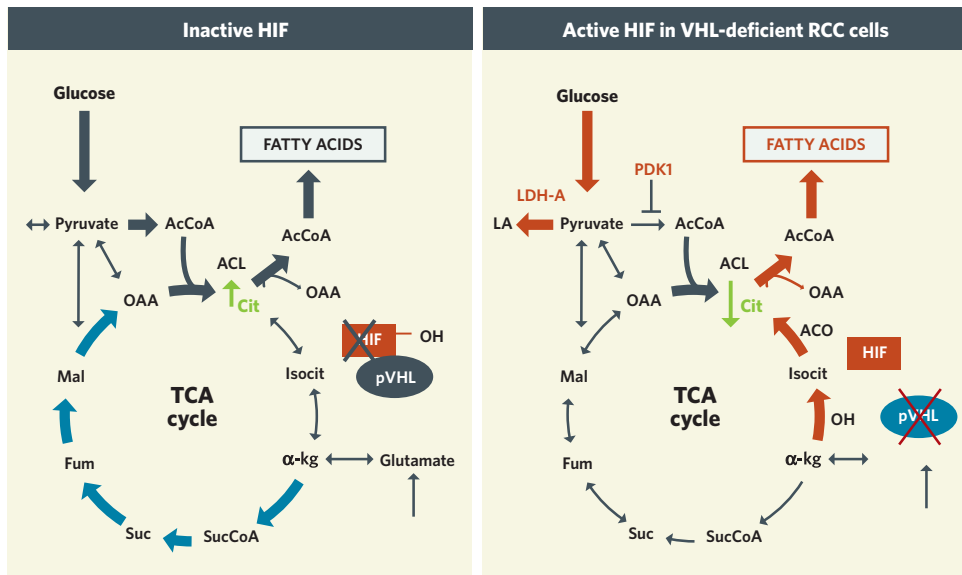 Inactive HIF
Glucose
FATTY ACIDS
Pyruvate
AcCoA
AcCoA
ACL
OAA
Cit
OAA
HIF
OH
pVHL
Mal
Isocit
TCA
cycle
Fum
α-kg
Glutamate
Suc
SucCoA
Active HIF in VHL-deficient RCC cells
Glucose
FATTY ACIDS
PDK1
LDH-A
LA
Pyruvate
AcCoA
AcCoA
ACL
OAA
Cit
OAA
ACO
HIF
Mal
Isocit
TCA
cycle
pVHL
OH
Fum
α-kg
Suc
SucCoA